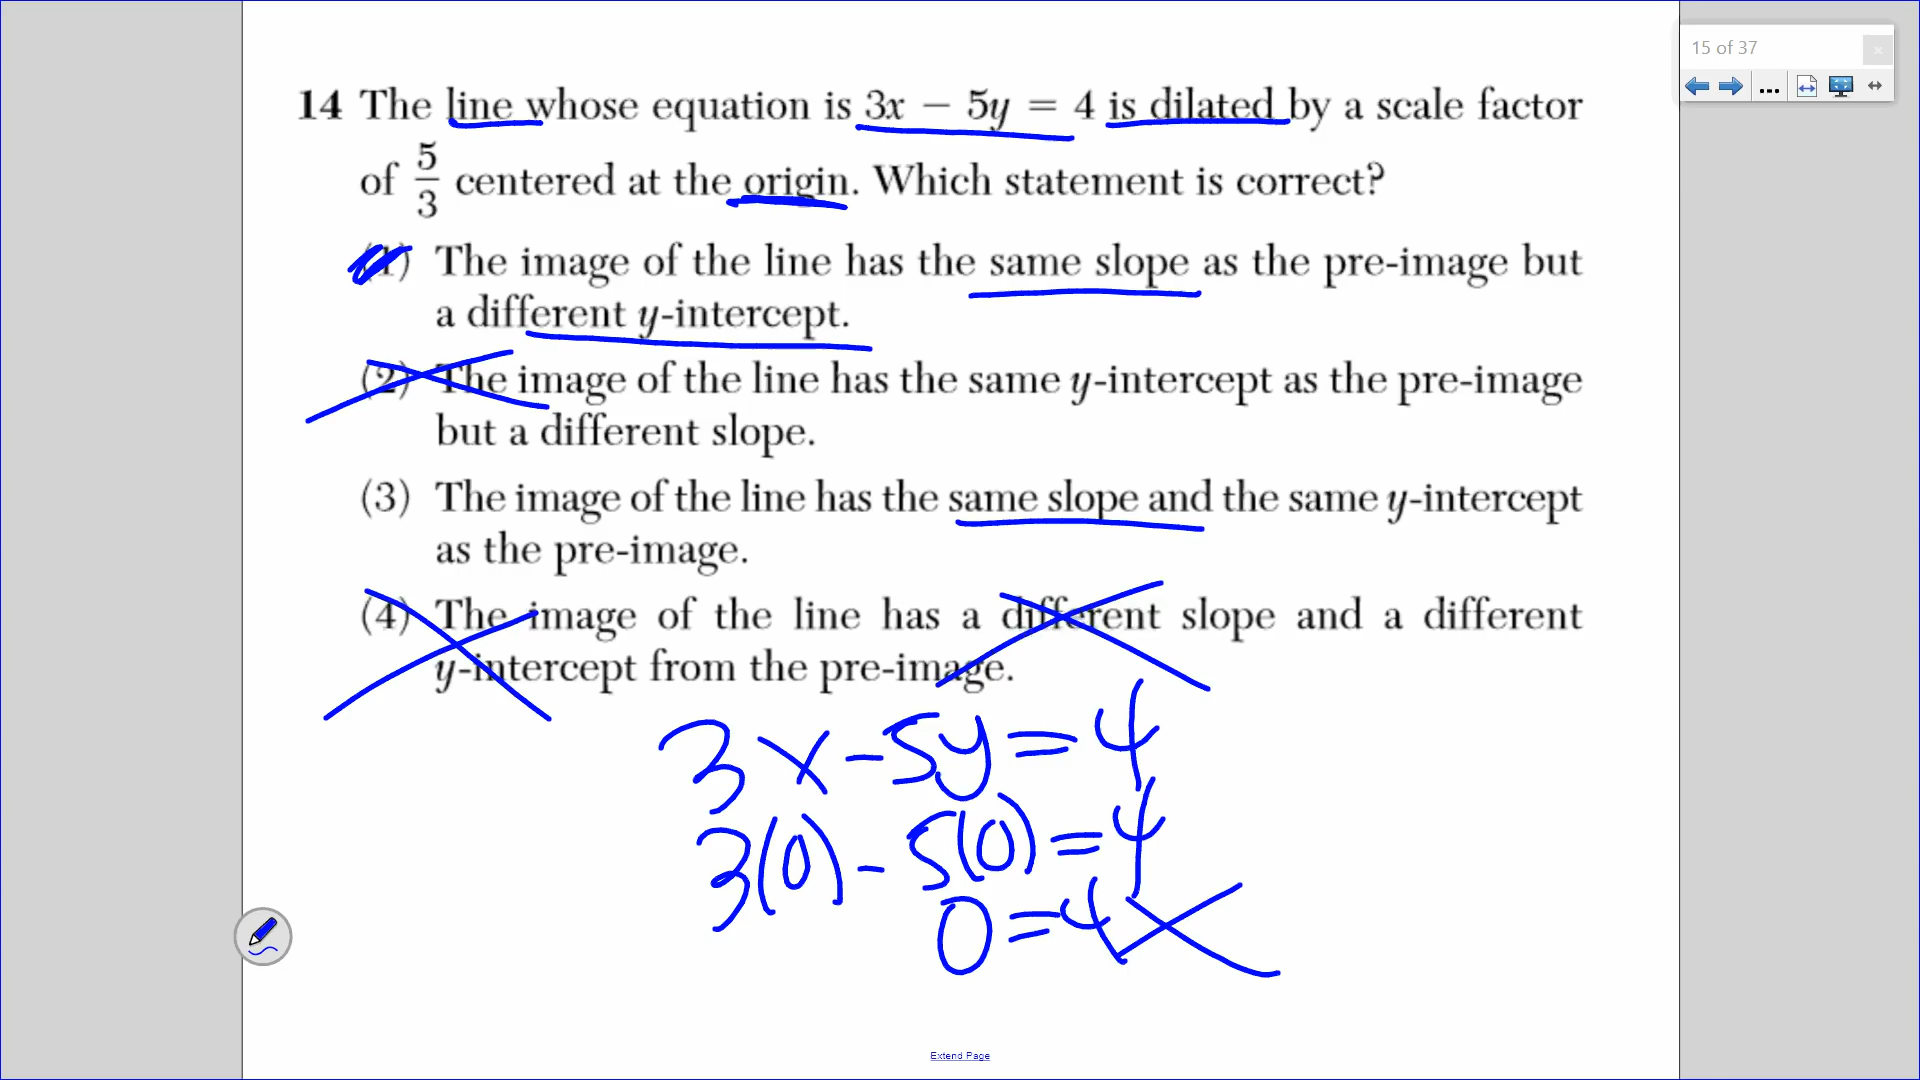 15 of 37
14 The line whose equation is 3x − 5y = 4 is dilated by a scale factor
of 5/3 centered at the origin. Which statement is correct?
(1) The image of the line has the same slope as the pre-image but
a different y-intercept.
(2) The image of the line has the same y-intercept as the pre-image
but a different slope.
(3) The image of the line has the same slope and the same y-intercept
as the pre-image.
(4) The image of the line has a different slope and a different
y-intercept from the pre-image.
3x-5y=4
3(0)-5(0)=4
0=4
Extend Page